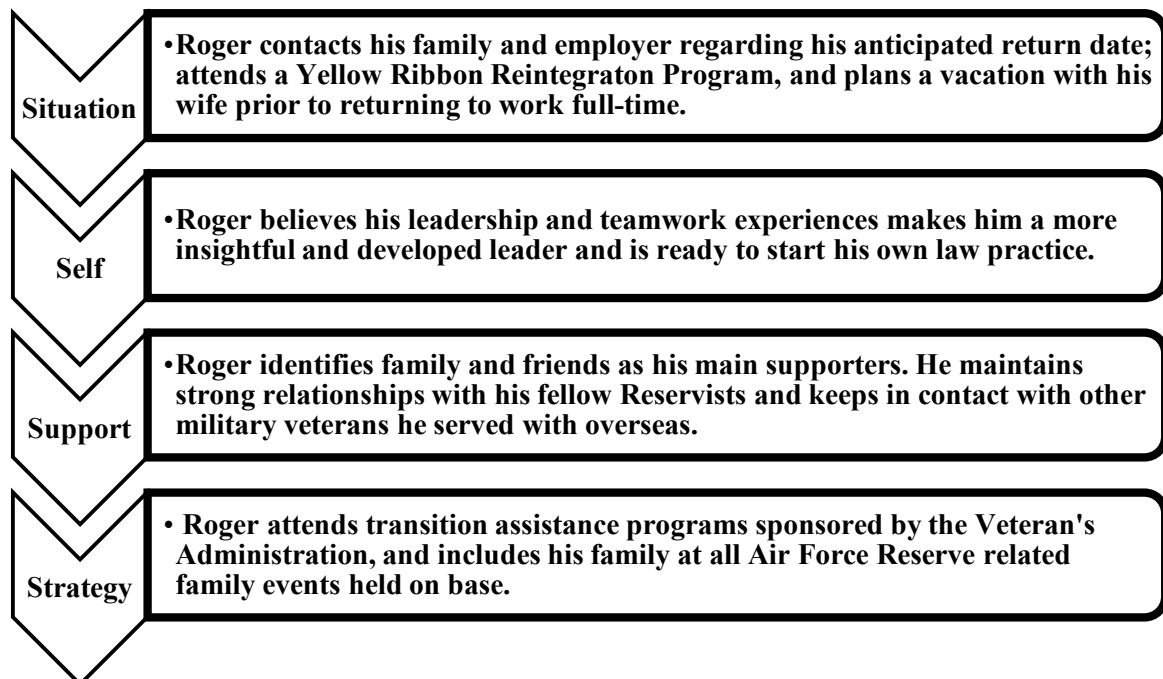 Situation
•Roger contacts his family and employer regarding his anticipated return date;
attends a Yellow Ribbon Reintegraton Program, and plans a vacation with his
wife prior to returning to work full-time.
Self
•Roger believes his leadership and teamwork experiences makes him a more
insightful and developed leader and is ready to start his own law practice.
Support
•Roger identifies family and friends as his main supporters. He maintains
strong relationships with his fellow Reservists and keeps in contact with other
military veterans he served with overseas.
Strategy
• Roger attends transition assistance programs sponsored by the Veteran's
Administration, and includes his family at all Air Force Reserve related
family events held on base.